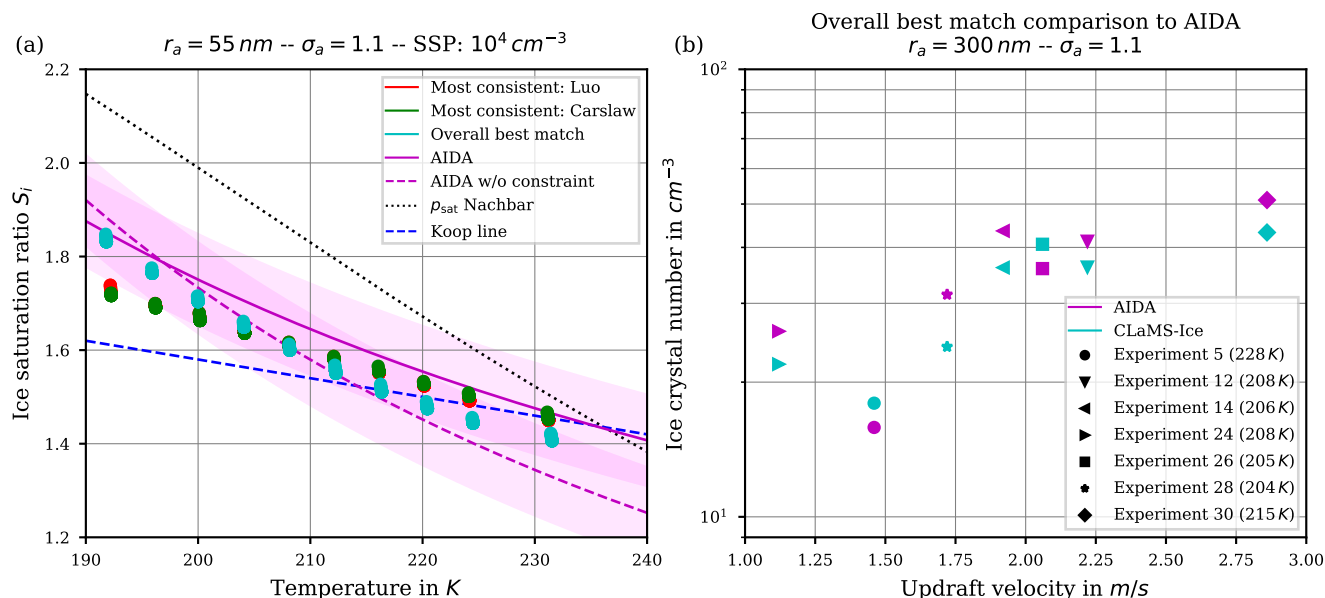 (a)
r_a = 55 nm -- σ_a = 1.1 -- SSP: 10^4 cm^−3
2.2
2.0
1.8
1.6
1.4
1.2
Ice saturation ratio S_i
190
200
210
220
230
240
Temperature in K
Most consistent: Luo
Most consistent: Carslaw
Overall best match
AIDA
AIDA w/o constraint
p_sat Nachbar
Koop line
Overall best match comparison to AIDA
(b)
r_a = 300 nm -- σ_a = 1.1
10^2
10^1
Ice crystal number in cm^−3
1.00
1.25
1.50
1.75
2.00
2.25
2.50
2.75
3.00
Updraft velocity in m/s
AIDA
CLaMS-Ice
Experiment 5 (228 K)
Experiment 12 (208 K)
Experiment 14 (206 K)
Experiment 24 (208 K)
Experiment 26 (205 K)
Experiment 28 (204 K)
Experiment 30 (215 K)